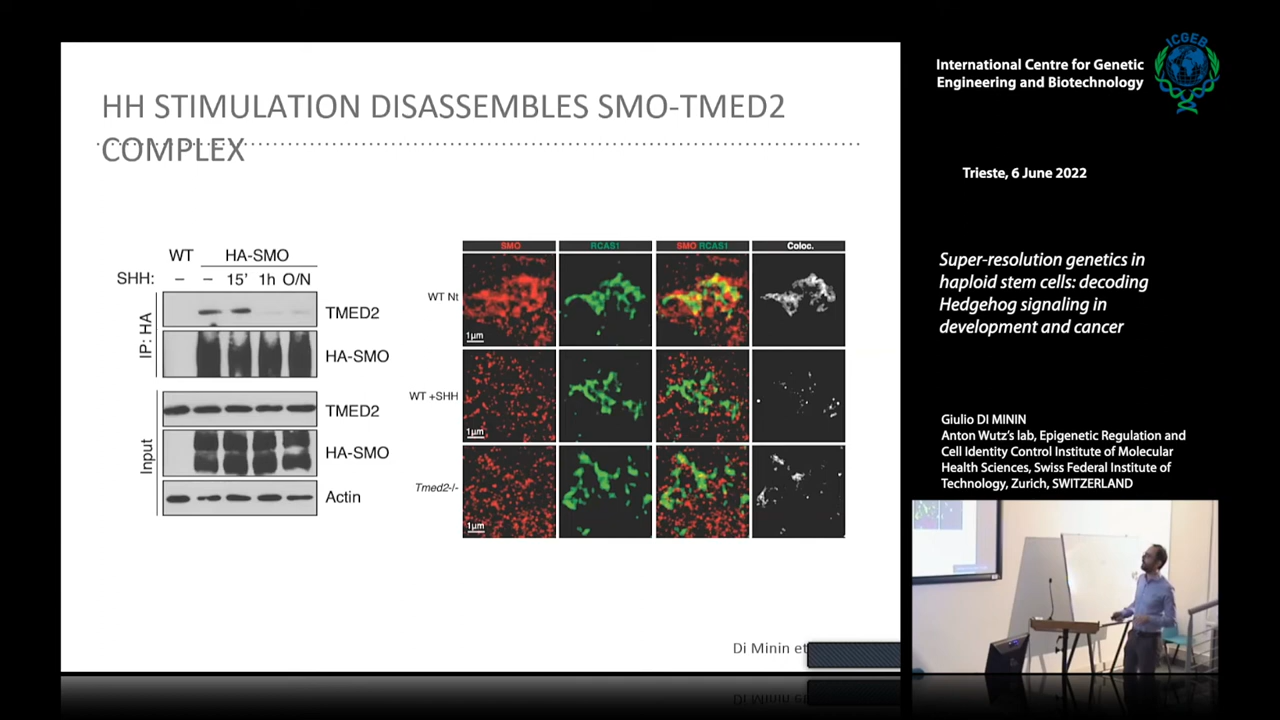 HH STIMULATION DISASSEMBLES SMO-TMED2
COMPLEX
WT HA-SMO
SHH: – – 15' 1h O/N
IP: HA
TMED2
HA-SMO
Input
TMED2
HA-SMO
Actin
SMO RCAS1 SMO RCAS1 Coloc.
WT Nt
1µm
WT +SHH
1µm
Tmed2-/-
1µm
Di Minin et
International Centre for Genetic
Engineering and Biotechnology
ICGEB
Trieste, 6 June 2022
Super-resolution genetics in
haploid stem cells: decoding
Hedgehog signaling in
development and cancer
Giulio DI MININ
Anton Wutz's lab, Epigenetic Regulation and
Cell Identity Control Institute of Molecular
Health Sciences, Swiss Federal Institute of
Technology, Zurich, SWITZERLAND